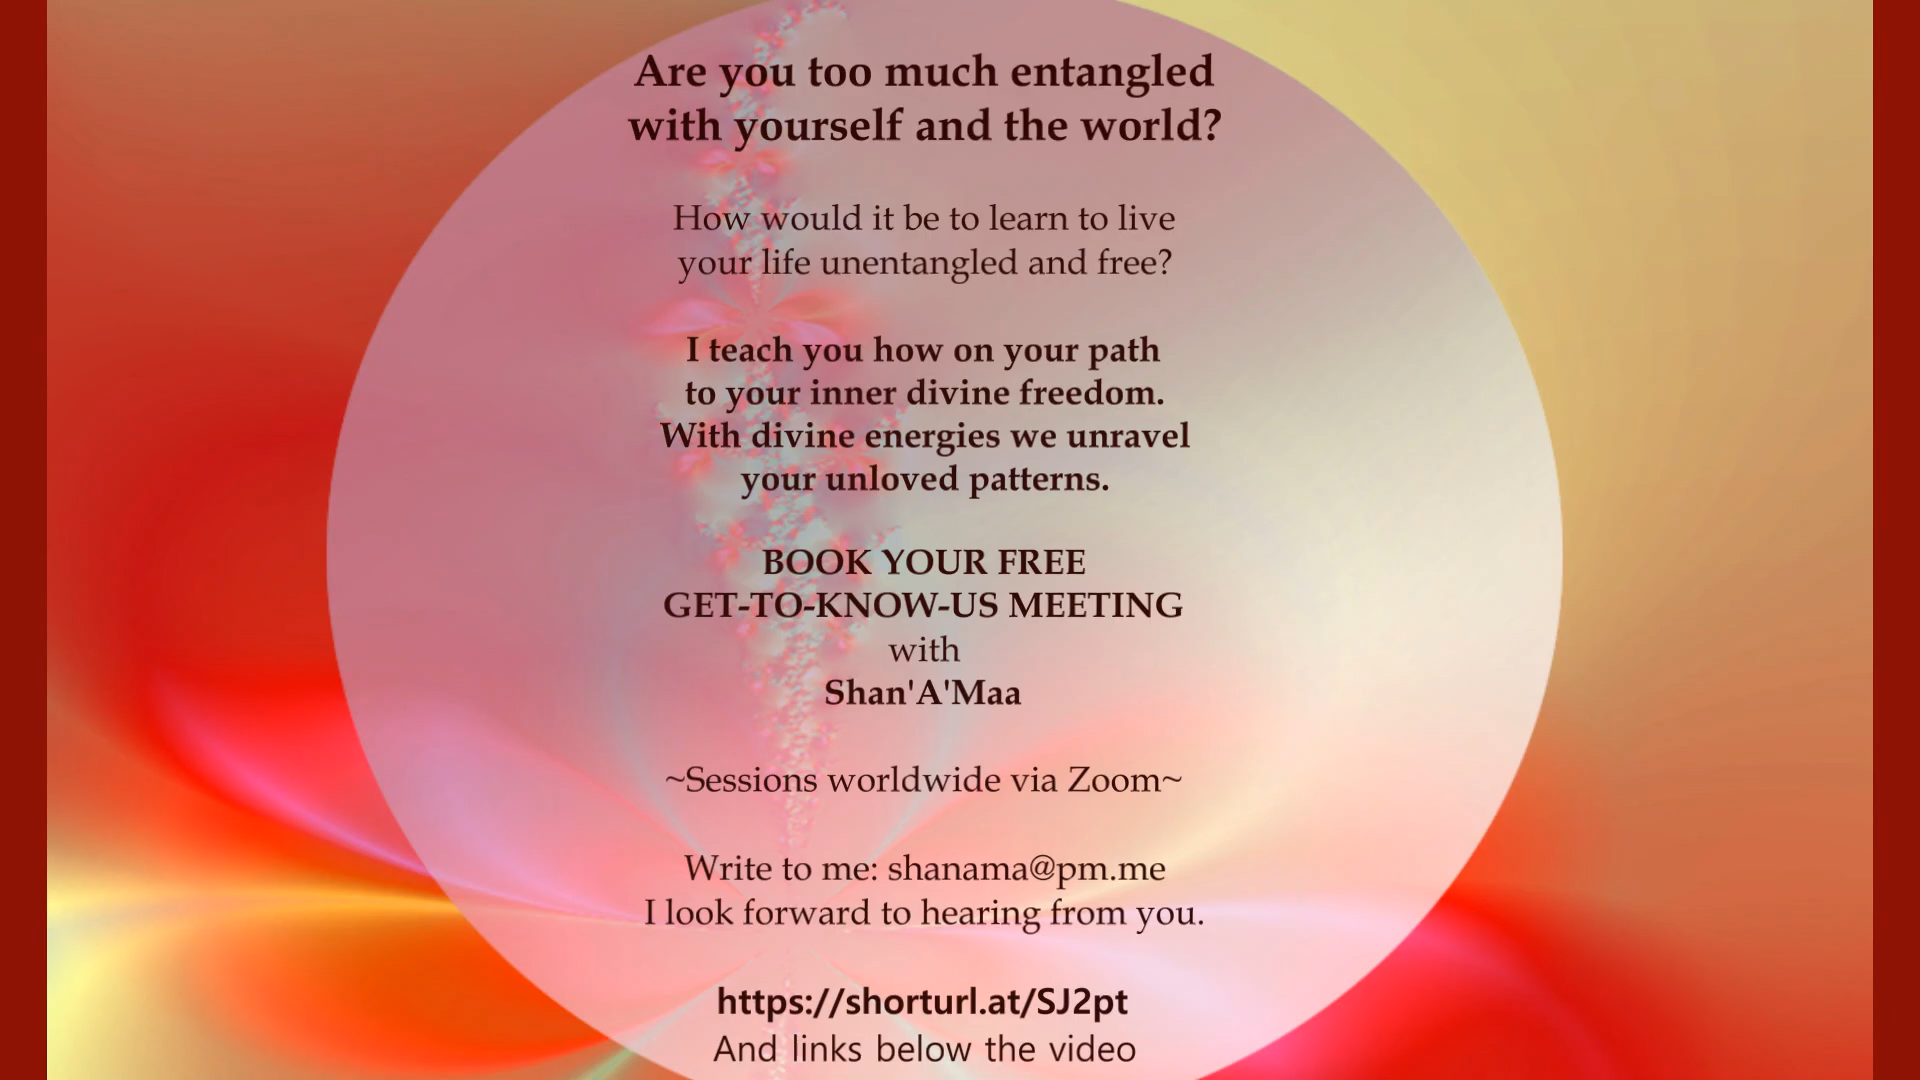 Are you too much entangled
with yourself and the world?
How would it be to learn to live
your life unentangled and free?
I teach you how on your path
to your inner divine freedom.
With divine energies we unravel
your unloved patterns.
BOOK YOUR FREE
GET-TO-KNOW-US MEETING
with
Shan'A'Maa
~Sessions worldwide via Zoom~
Write to me: shanama@pm.me
I look forward to hearing from you.
https://shorturl.at/SJ2pt
And links below the video